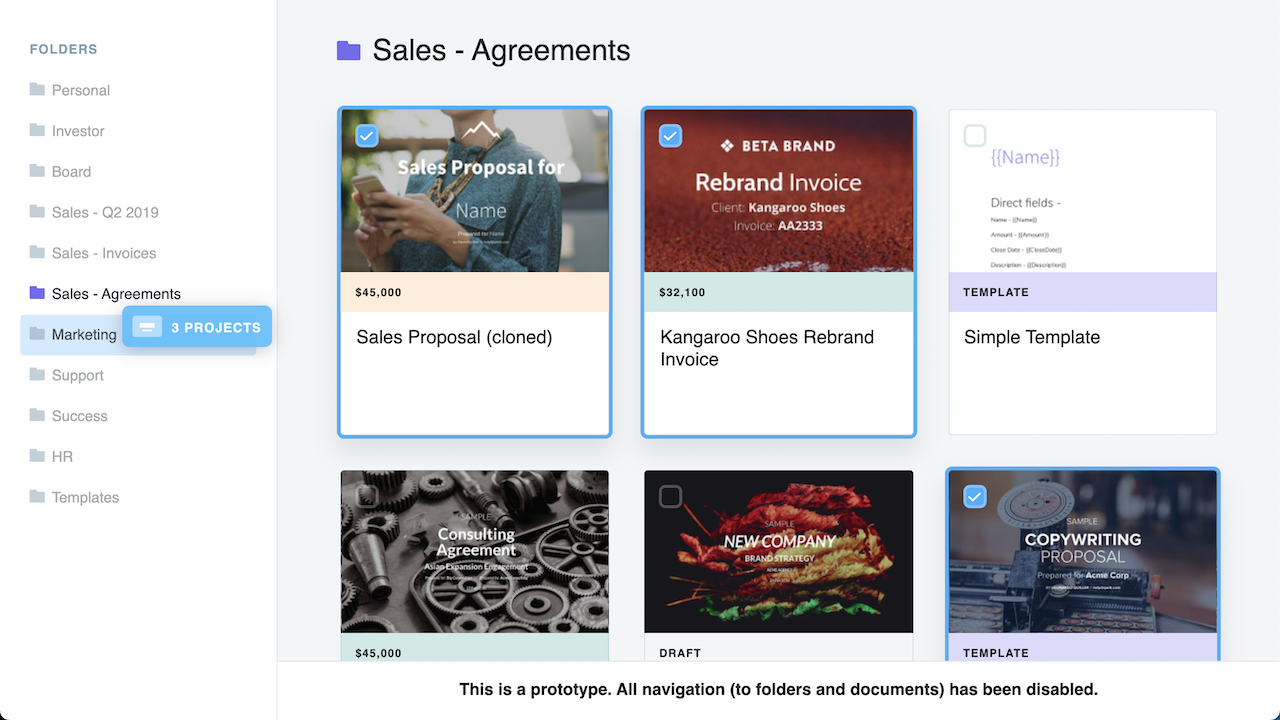 FOLDERS
Personal
Investor
Board
Sales - Q2 2019
Sales - Invoices
Sales - Agreements
Marketing
3 PROJECTS
Support
Success
HR
Templates
Sales - Agreements
Sales Proposal for
Name
Prepared for Name
$45,000
Sales Proposal (cloned)
BETA BRAND
Rebrand Invoice
Client: Kangaroo Shoes
Invoice: AA2333
$32,100
Kangaroo Shoes Rebrand
Invoice
{{Name}}
Direct fields -
Name - {{Name}}
Amount - {{Amount}}
Close Date - {{CloseDate}}
Description - {{Description}}
TEMPLATE
Simple Template
SAMPLE
Consulting
Agreement
Asian Expansion Engagement
$45,000
SAMPLE
NEW COMPANY
BRAND STRATEGY
DRAFT
SAMPLE
COPYWRITING
PROPOSAL
Prepared for Acme Corp
TEMPLATE
This is a prototype. All navigation (to folders and documents) has been disabled.